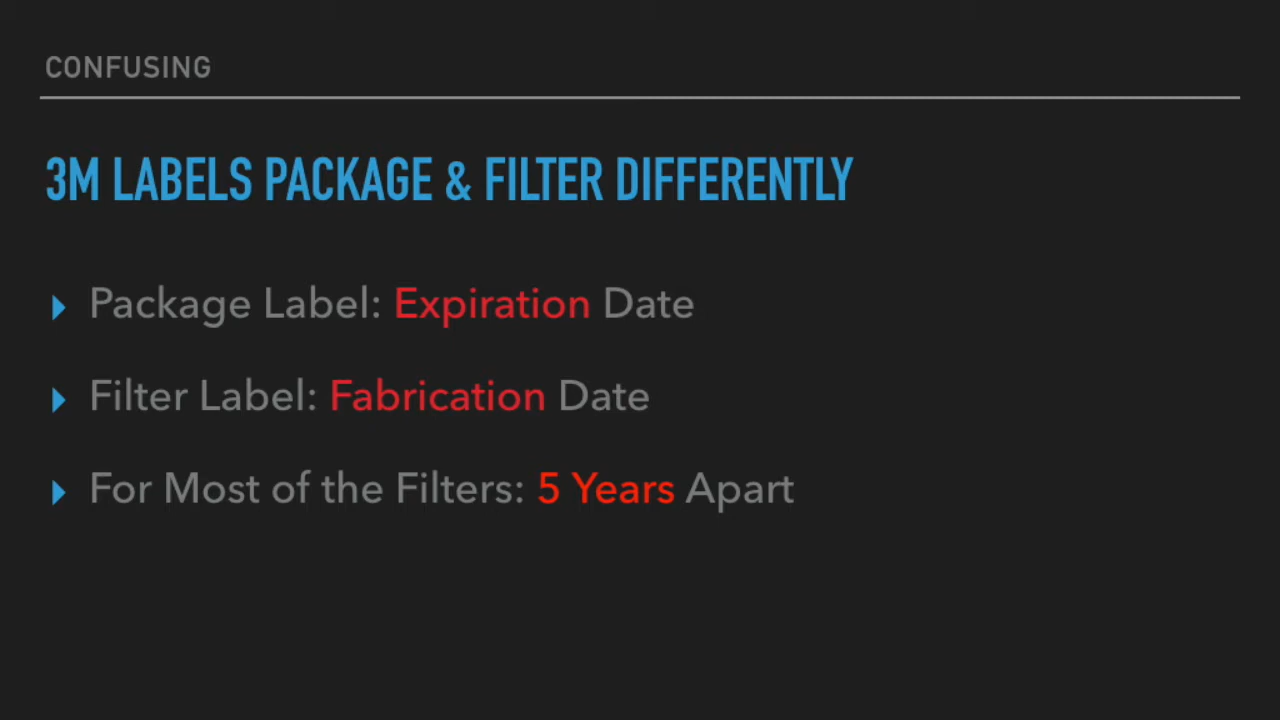 CONFUSING
3M LABELS PACKAGE & FILTER DIFFERENTLY
Package Label: Expiration Date
Filter Label: Fabrication Date
For Most of the Filters: 5 Years Apart